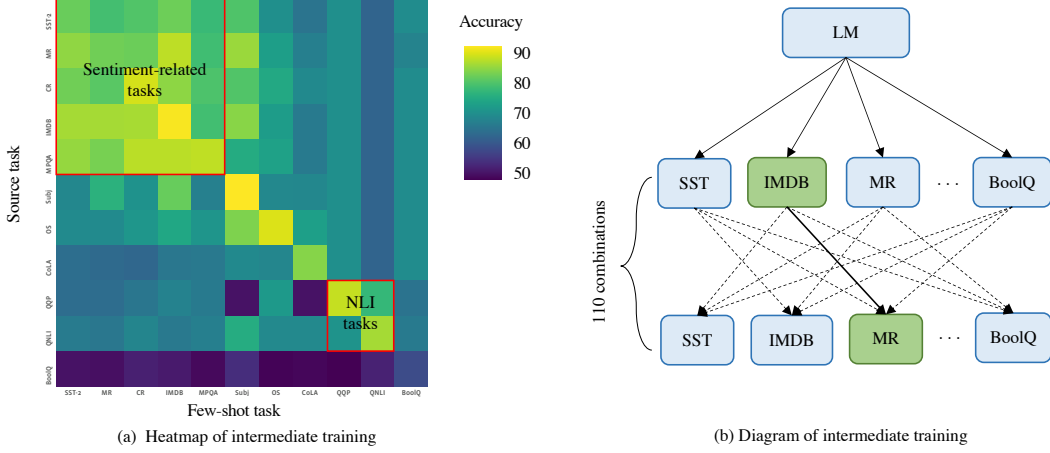 Accuracy
90
80
70
60
50
Source task
SST-2
MR
CR
IMDB
MPQA
Subj
OS
CoLA
QQP
QNLI
BoolQ
Sentiment-related
tasks
NLI
tasks
SST-2 MR CR IMDB MPQA Subj OS CoLA QQP QNLI BoolQ
Few-shot task
(a) Heatmap of intermediate training
LM
SST IMDB MR ... BoolQ
110 combinations
SST IMDB MR ... BoolQ
(b) Diagram of intermediate training